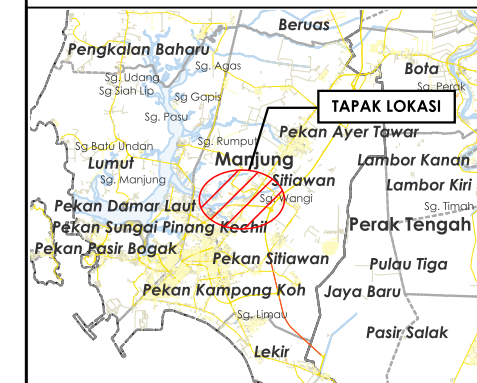 Beruas
Pengkalan Baharu
Sg. Agas
Bota
Sg. Udang
Sg. Perak
Sg Siah Lip
Sg Gapis
TAPAK LOKASI
Sg. Pasu
Pekan Ayer Tawar
Sg. Rumput
Sg Batu Undan
Manjung
Lambor Kanan
Lumut
Sg. Manjung
Sitiawan
Lambor Kiri
Sg. Wangi
Pekan Damar Laut
Sg. Timah
Pekan Sungai Pinang Kechil
Perak Tengah
Pekan Pasir Bogak
Pekan Sitiawan
Pulau Tiga
Pekan Kampong Koh
Jaya Baru
Sg. Limau
Pasir Salak
Lekir